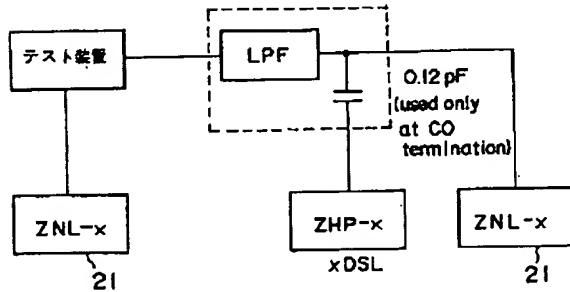 テスト装置
LPF
0.12 pF
(used only
at CO
termination)
ZNL-x
ZHP-x
ZNL-x
21
xDSL
21